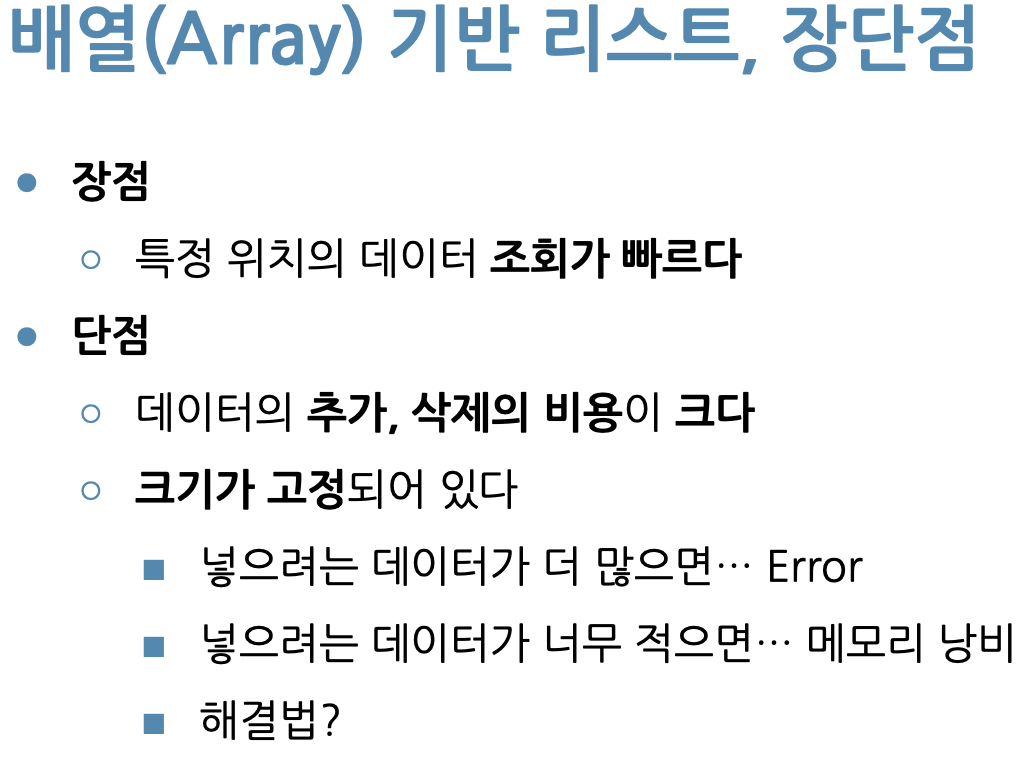 배열(Array) 기반 리스트, 장단점
● 장점
○ 특정 위치의 데이터 조회가 빠르다
● 단점
○ 데이터의 추가, 삭제의 비용이 크다
○ 크기가 고정되어 있다
■ 넣으려는 데이터가 더 많으면… Error
■ 넣으려는 데이터가 너무 적으면… 메모리 낭비
■ 해결법?